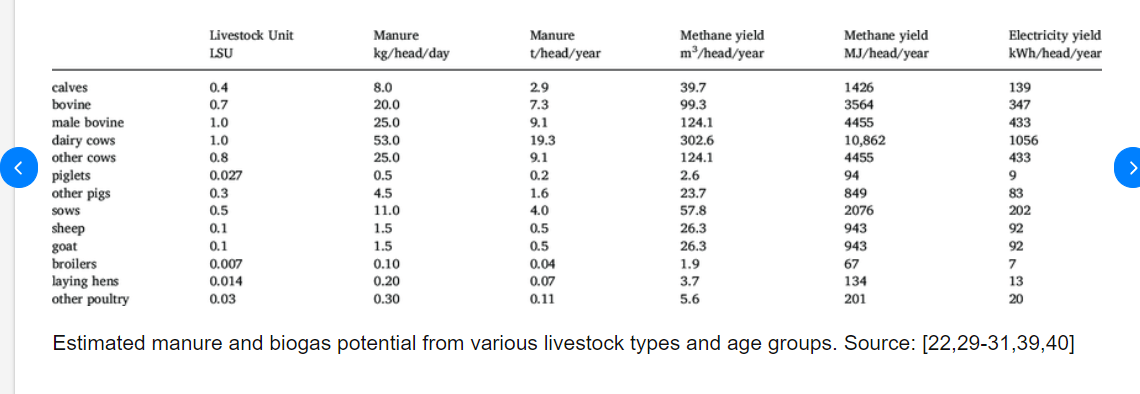 Livestock Unit Manure Manure Methane yield Methane yield Electricity yield
LSU kg/head/day t/head/year m³/head/year MJ/head/year kWh/head/year
calves 0.4 8.0 2.9 39.7 1426 139
bovine 0.7 20.0 7.3 99.3 3564 347
male bovine 1.0 25.0 9.1 124.1 4455 433
dairy cows 1.0 53.0 19.3 302.6 10,862 1056
other cows 0.8 25.0 9.1 124.1 4455 433
piglets 0.027 0.5 0.2 2.6 94 9
other pigs 0.3 4.5 1.6 23.7 849 83
sows 0.5 11.0 4.0 57.8 2076 202
sheep 0.1 1.5 0.5 26.3 943 92
goat 0.1 1.5 0.5 26.3 943 92
broilers 0.007 0.10 0.04 1.9 67 7
laying hens 0.014 0.20 0.07 3.7 134 13
other poultry 0.03 0.30 0.11 5.6 201 20
Estimated manure and biogas potential from various livestock types and age groups. Source: [22,29-31,39,40]